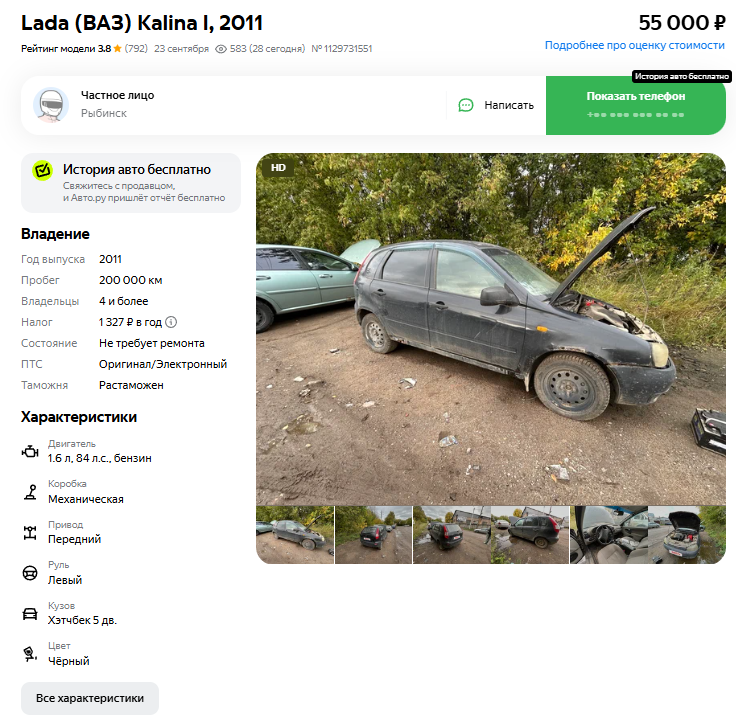 Lada (ВАЗ) Kalina I, 2011
55 000 ₽
Рейтинг модели 3.8 ★ (792) 23 сентября 583 (28 сегодня) № 1129731551
Подробнее про оценку стоимости
История авто бесплатно
Частное лицо
Рыбинск
Написать
Показать телефон
История авто бесплатно
Свяжитесь с продавцом,
и Авто.ру пришлёт отчёт бесплатно
HD
Владение
Год выпуска 2011
Пробег 200 000 км
Владельцы 4 и более
Налог 1 327 ₽ в год
Состояние Не требует ремонта
ПТС Оригинал/Электронный
Таможня Растаможен
Характеристики
Двигатель
1.6 л, 84 л.с., бензин
Коробка
Механическая
Привод
Передний
Руль
Левый
Кузов
Хэтчбек 5 дв.
Цвет
Чёрный
Все характеристики